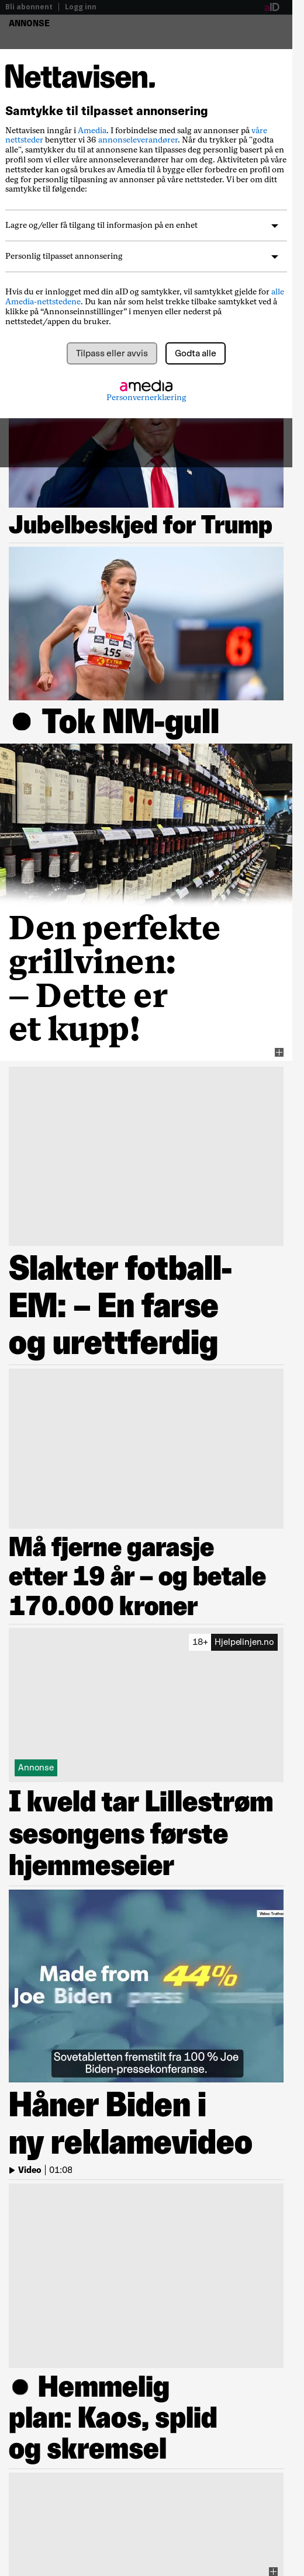 Bli abonnent | Logg inn
aID
ANNONSE
Nettavisen.
Samtykke til tilpasset annonsering
Nettavisen inngår i Amedia. I forbindelse med salg av annonser på våre
nettsteder benytter vi 36 annonseleverandører. Når du trykker på "godta
alle", samtykker du til at annonsene kan tilpasses deg personlig basert på en
profil som vi eller våre annonseleverandører har om deg. Aktiviteten på våre
nettsteder kan også brukes av Amedia til å bygge eller forbedre en profil om
deg for personlig tilpasning av annonser på våre nettsteder. Vi ber om ditt
samtykke til følgende:
Lagre og/eller få tilgang til informasjon på en enhet
Personlig tilpasset annonsering
Hvis du er innlogget med din aID og samtykker, vil samtykket gjelde for alle
Amedia-nettstedene. Du kan når som helst trekke tilbake samtykket ved å
klikke på “Annonseinnstillinger” i menyen eller nederst på
nettstedet/appen du bruker.
Tilpass eller avvis
Godta alle
amedia
Personvernerklæring
Jubelbeskjed for Trump
155
6
● Tok NM-gull
Den perfekte
grillvinen:
– Dette er
et kupp!
Slakter fotball-
EM: – En farse
og urettferdig
Må fjerne garasje
etter 19 år – og betale
170.000 kroner
18+ Hjelpelinjen.no
Annonse
I kveld tar Lillestrøm
sesongens første
hjemmeseier
Made from 44%
Joe Biden press
Sovetabletten fremstilt fra 100 % Joe
Biden-pressekonferanse.
Håner Biden i
ny reklamevideo
Video | 01:08
● Hemmelig
plan: Kaos, splid
og skremsel